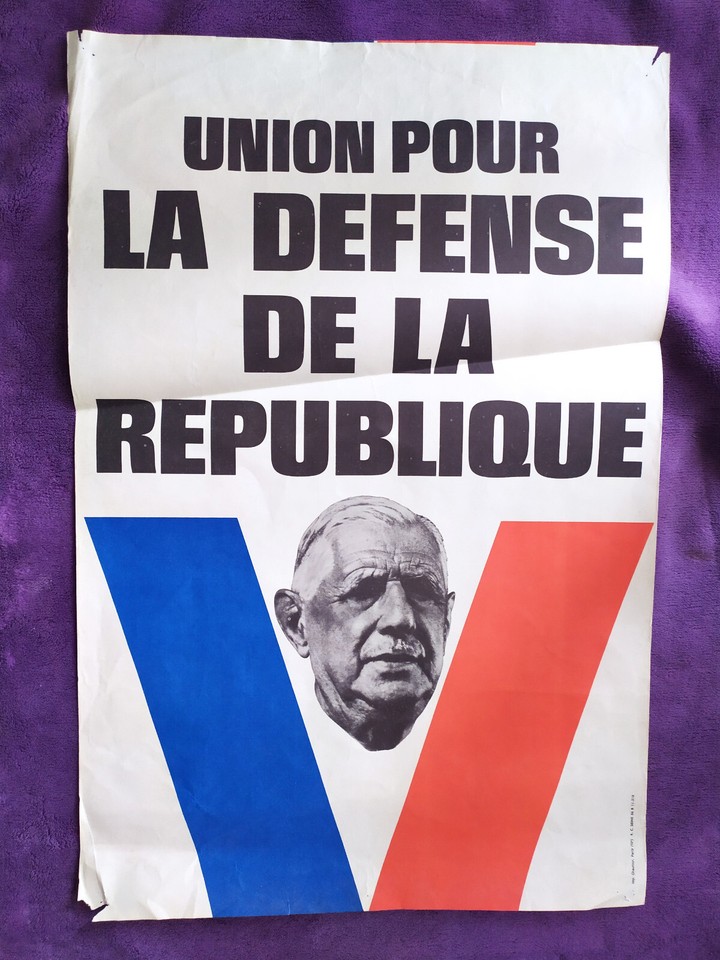 UNION POUR
LA DEFENSE
DE LA
REPUBLIQUE